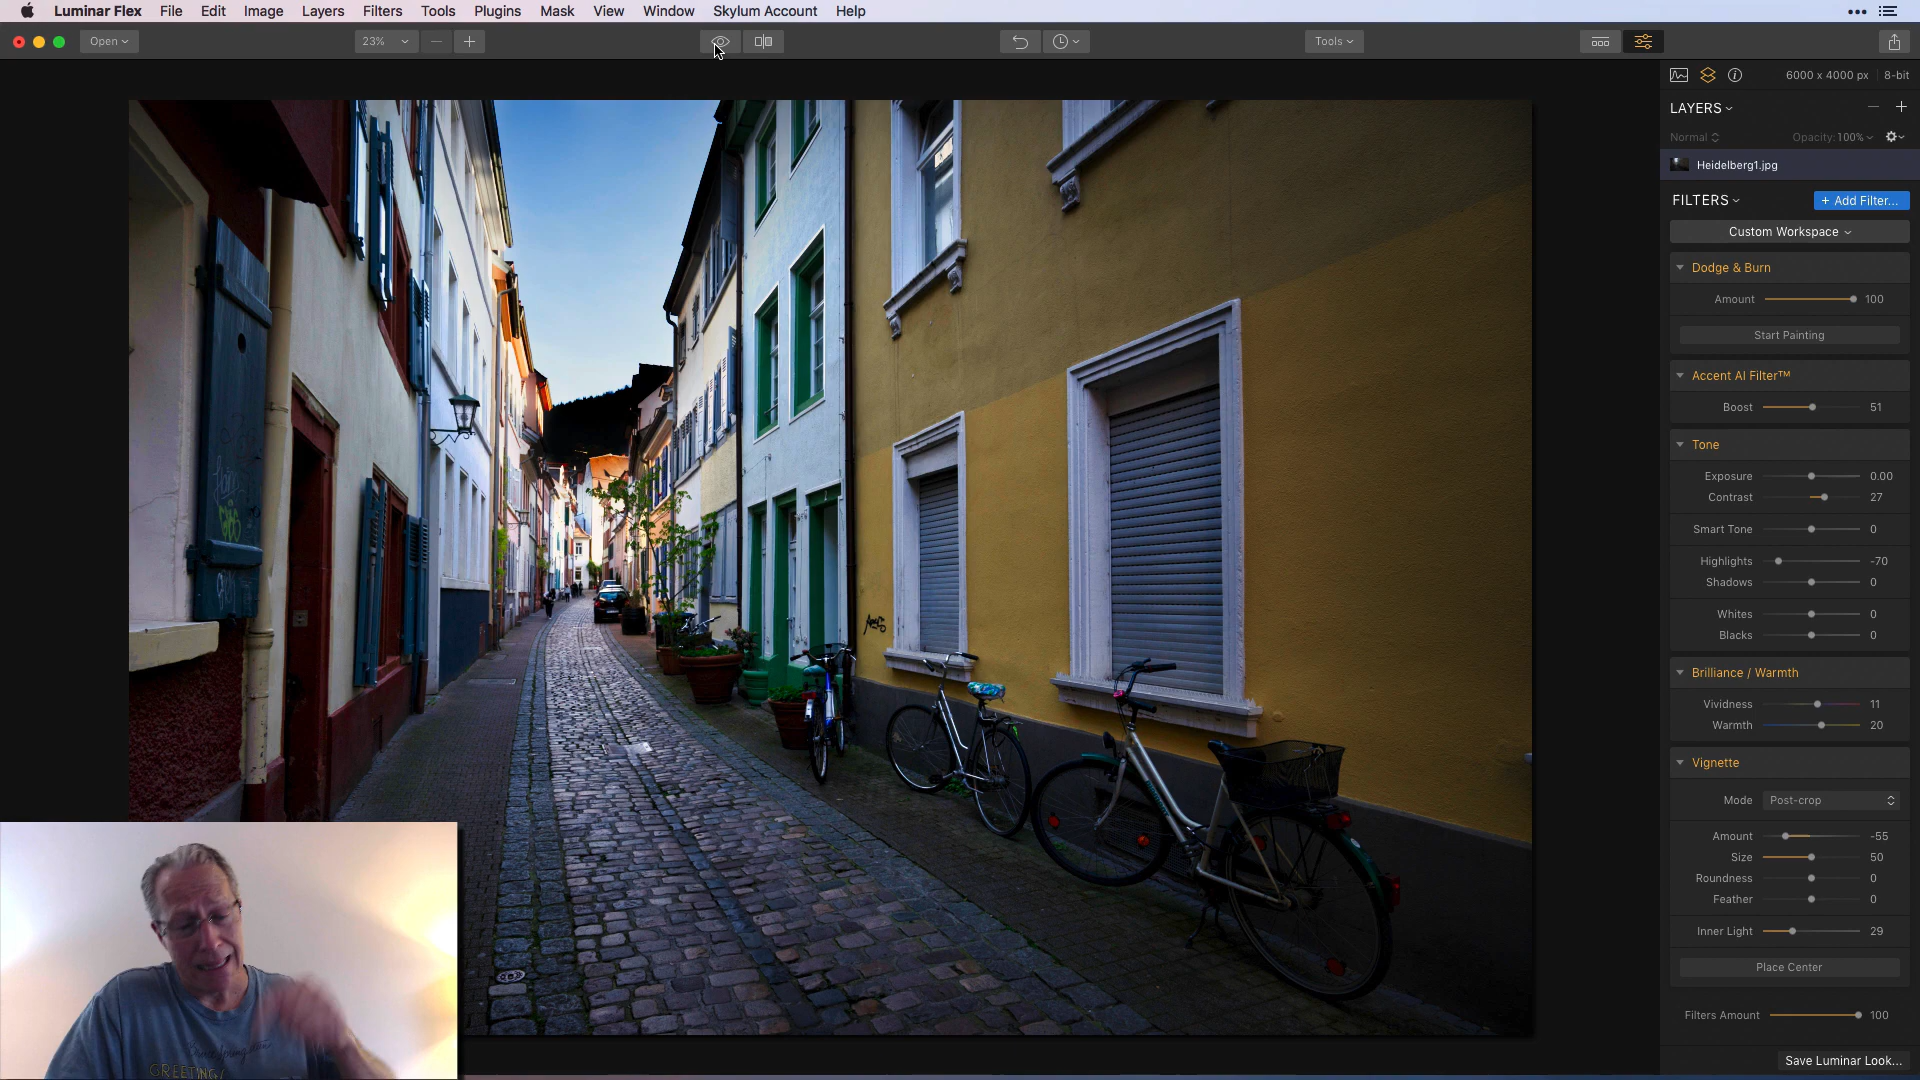 Luminar Flex File Edit Image Layers Filters Tools Plugins Mask View Window Skylum Account Help
Open 23% Tools
6000 x 4000 px 8-bit
LAYERS
Normal Opacity: 100%
Heidelberg1.jpg
FILTERS + Add Filter...
Custom Workspace
Dodge & Burn
Amount 100
Start Painting
Accent AI Filter™
Boost 51
Tone
Exposure 0.00
Contrast 27
Smart Tone 0
Highlights -70
Shadows 0
Whites 0
Blacks 0
Brilliance / Warmth
Vividness 11
Warmth 20
Vignette
Mode Post-crop
Amount -55
Size 50
Roundness 0
Feather 0
Inner Light 29
Place Center
Filters Amount 100
Save Luminar Look...